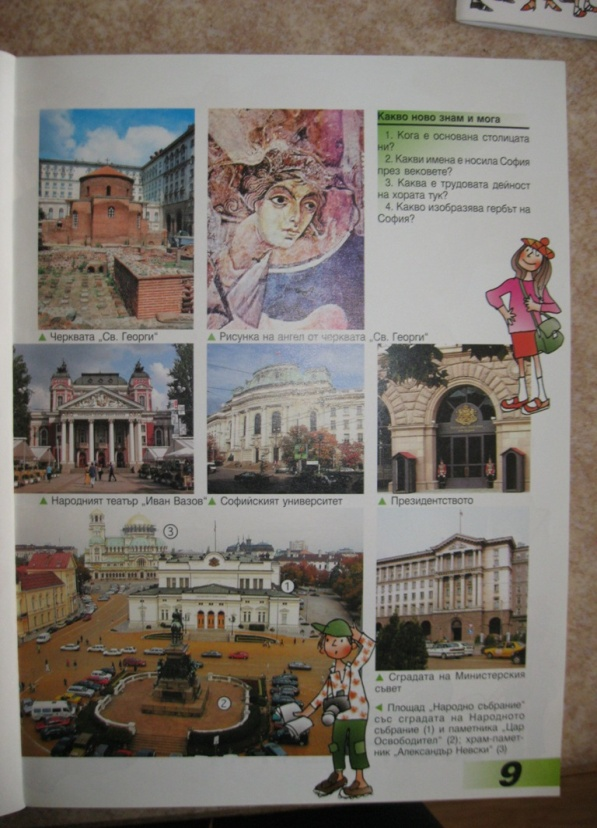 Какво ново знам и мога
1. Кога е основана столицата
ни?
2. Какви имена е носила София
през вековете?
3. Каква е трудовата дейност
на хората тук?
4. Какво изобразява гербът на
София?
▲ Черквата „Св. Георги"
▲ Рисунка на ангел от черквата „Св. Георги"
▲ Народният театър „Иван Вазов"
▲ Софийският университет
▲ Президентството
③
①
②
▲ Сградата на Министерския
съвет
◄ Площад „Народно събрание"
със сградата на Народното
събрание (1) и паметника „Цар
Освободител" (2); храм-памет-
ник „Александър Невски" (3)
9